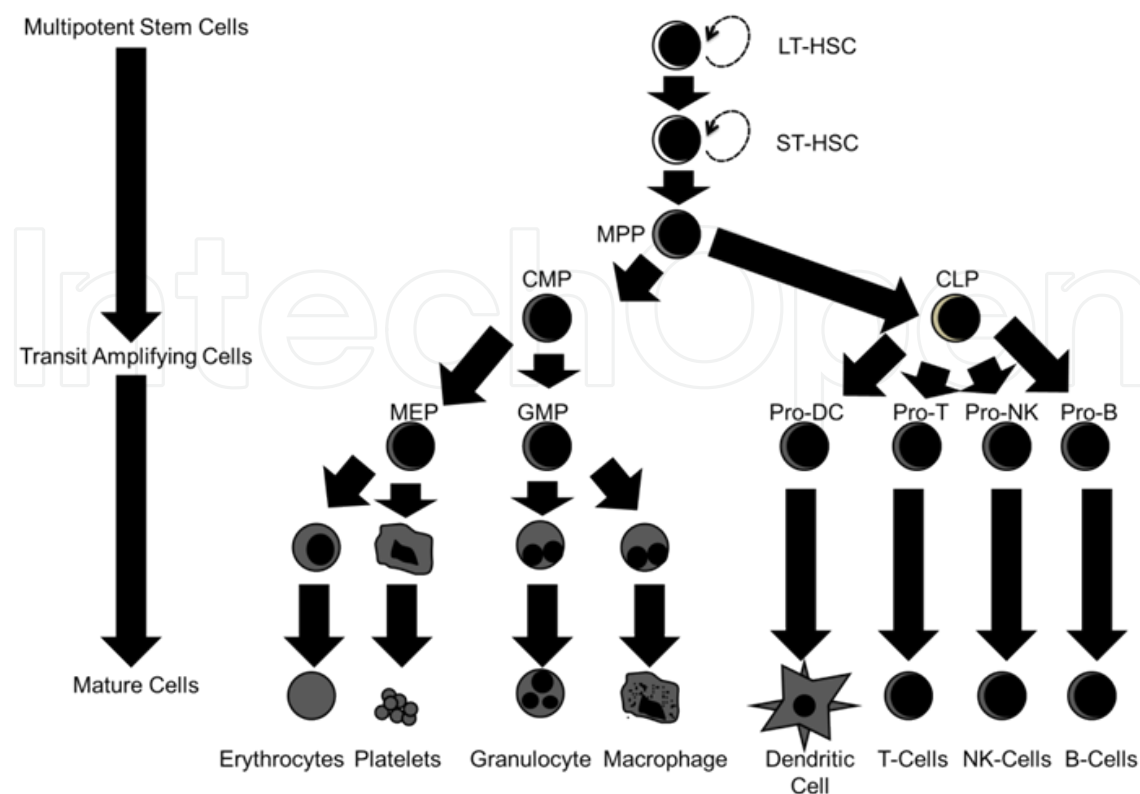 Multipotent Stem Cells
LT-HSC
ST-HSC
MPP
CMP
CLP
Transit Amplifying Cells
MEP
GMP
Pro-DC
Pro-T
Pro-NK
Pro-B
Mature Cells
Erythrocytes
Platelets
Granulocyte
Macrophage
Dendritic
Cell
T-Cells
NK-Cells
B-Cells
IntechOpen